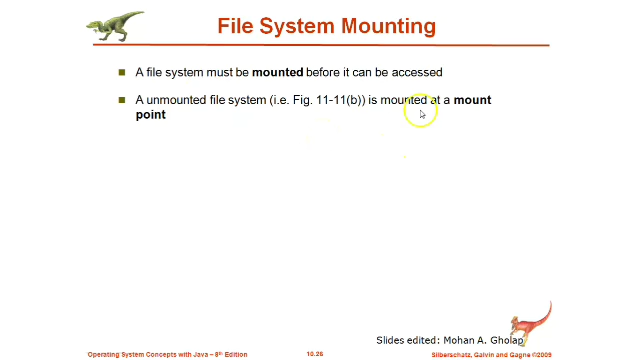 File System Mounting
A file system must be mounted before it can be accessed
A unmounted file system (i.e. Fig. 11-11(b)) is mounted at a mount
point
Slides edited: Mohan A. Gholap
Operating System Concepts with Java – 8th Edition
10.26
Silberschatz, Galvin and Gagne ©2009